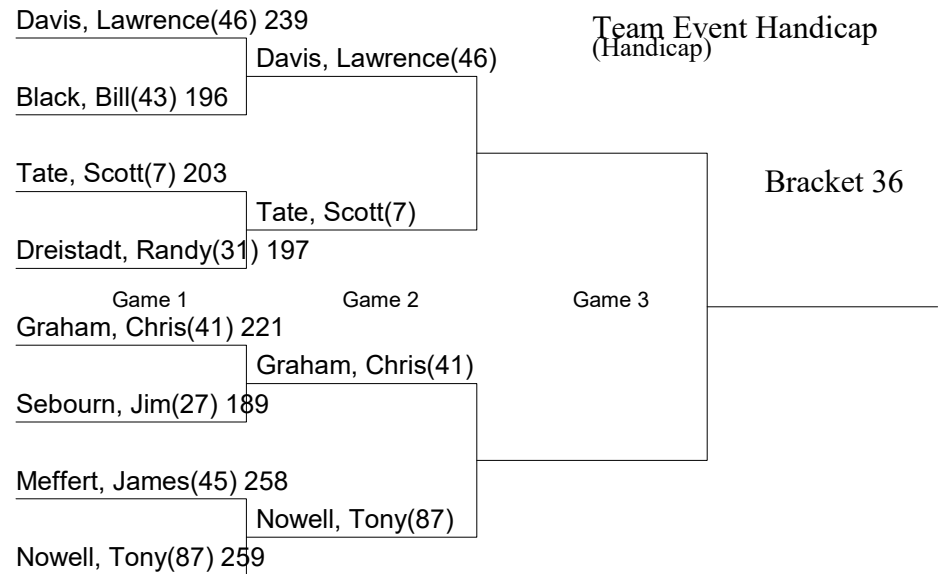 Davis, Lawrence(46) 239
Team Event Handicap
(Handicap)
Davis, Lawrence(46)
Black, Bill(43) 196
Tate, Scott(7) 203
Bracket 36
Tate, Scott(7)
Dreistadt, Randy(31) 197
Game 1
Game 2
Game 3
Graham, Chris(41) 221
Graham, Chris(41)
Sebourn, Jim(27) 189
Meffert, James(45) 258
Nowell, Tony(87)
Nowell, Tony(87) 259